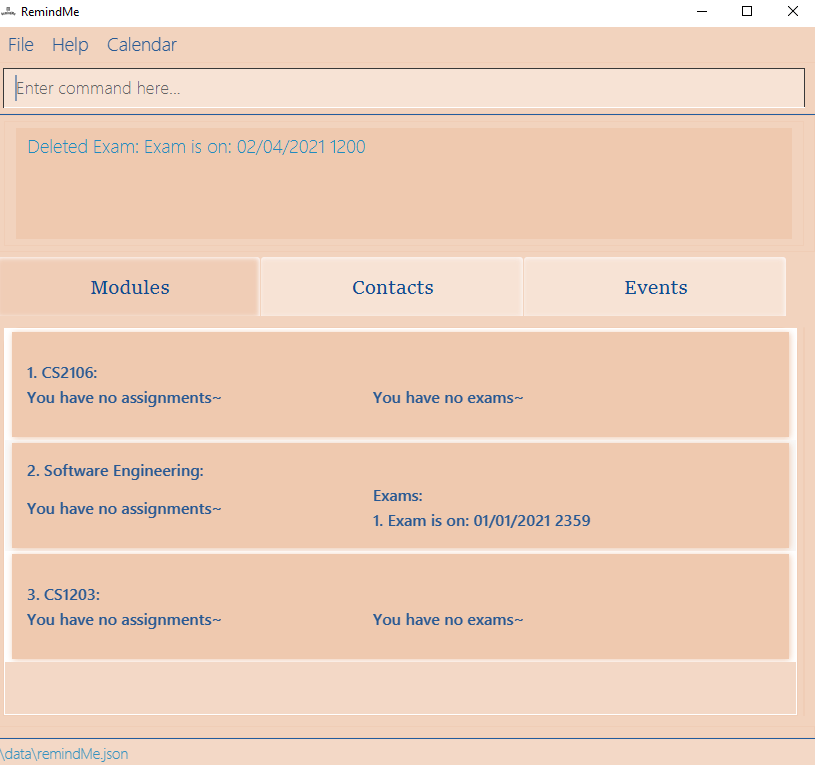 RemindMe
File Help Calendar
Enter command here...
Deleted Exam: Exam is on: 02/04/2021 1200
Modules Contacts Events
1. CS2106:
You have no assignments~ You have no exams~
2. Software Engineering:
Exams:
You have no assignments~
1. Exam is on: 01/01/2021 2359
3. CS1203:
You have no assignments~ You have no exams~
\data\remindMe.json